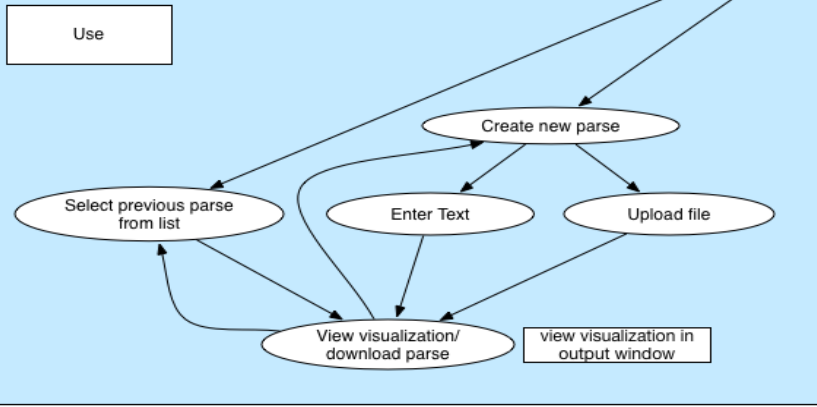 Use
Create new parse
Select previous parse
from list
Enter Text
Upload file
View visualization/
download parse
view visualization in
output window